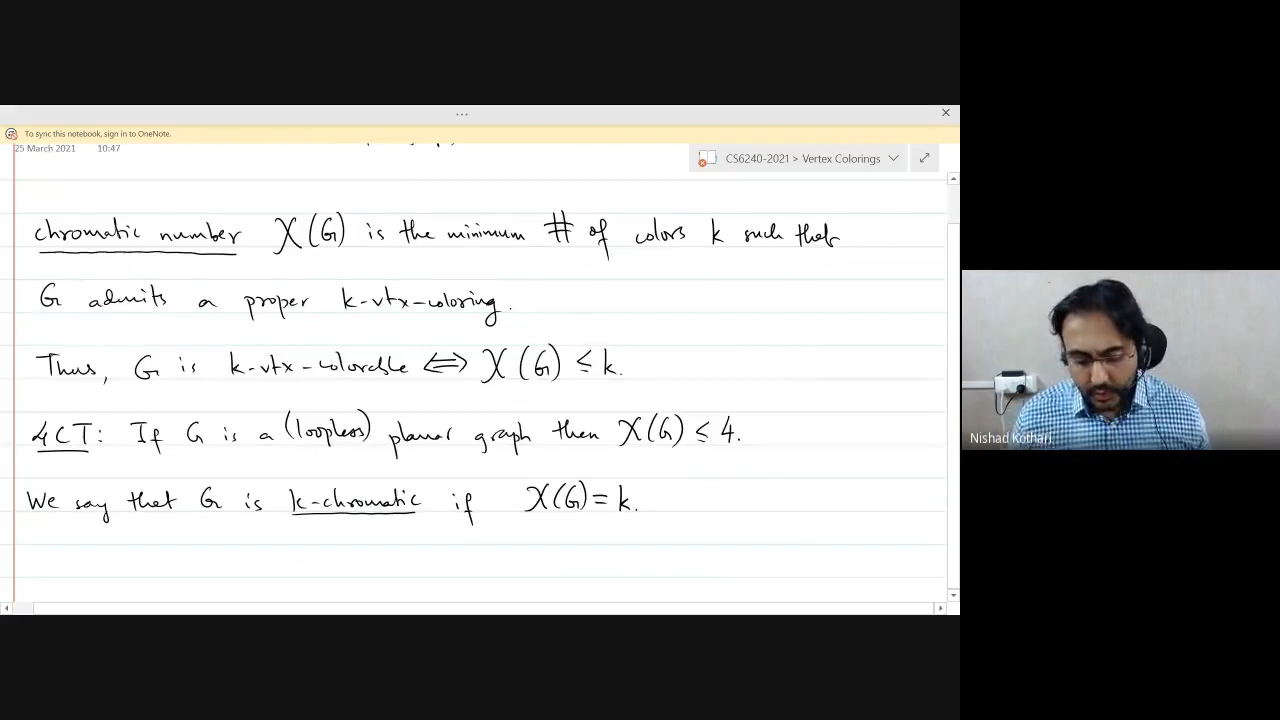 To sync this notebook, sign in to OneNote.
25 March 2021 10:47
CS6240-2021 > Vertex Colorings
chromatic number χ(G) is the minimum # of colors k such that
G admits a proper k-vtx-coloring.
Thus, G is k-vtx-colorable ⟺ χ(G) ≤ k.
4CT: If G is a (loopless) planar graph then χ(G) ≤ 4.
We say that G is k-chromatic if χ(G) = k.
Nishad Kothari